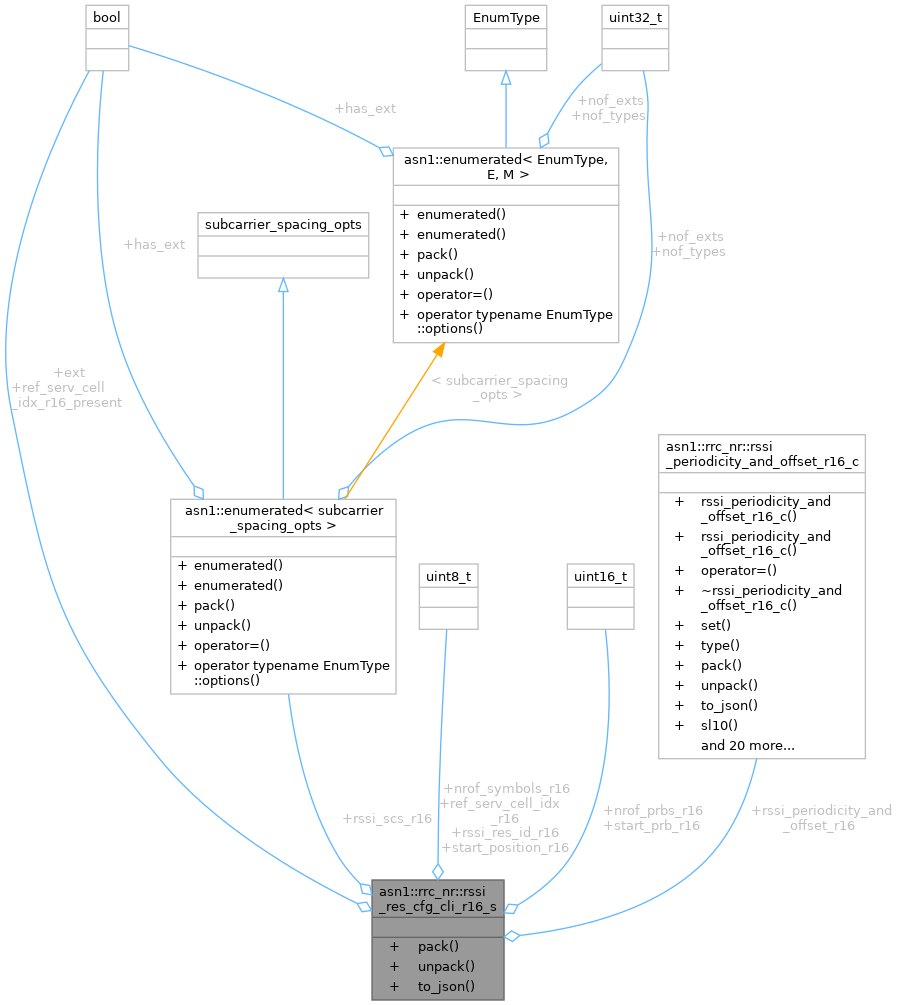 bool
EnumType
uint32_t
+has_ext
+nof_exts
+nof_types
asn1::enumerated< EnumType,
E, M >
+ enumerated()
+ enumerated()
+ pack()
+ unpack()
+ operator=()
+ operator typename EnumType
::options()
subcarrier_spacing_opts
+has_ext
+nof_exts
+nof_types
+ext
+ref_serv_cell
_idx_r16_present
< subcarrier_spacing
_opts >
asn1::rrc_nr::rssi
_periodicity_and_offset_r16_c
+ rssi_periodicity_and
_offset_r16_c()
+ rssi_periodicity_and
_offset_r16_c()
+ operator=()
+ ~rssi_periodicity_and
_offset_r16_c()
+ set()
+ type()
+ pack()
+ unpack()
+ to_json()
+ sl10()
and 20 more...
asn1::enumerated< subcarrier
_spacing_opts >
+ enumerated()
+ enumerated()
+ pack()
+ unpack()
+ operator=()
+ operator typename EnumType
::options()
uint8_t
uint16_t
+rssi_scs_r16
+nrof_symbols_r16
+ref_serv_cell_idx
_r16
+rssi_res_id_r16
+start_position_r16
+nrof_prbs_r16
+start_prb_r16
+rssi_periodicity_and
_offset_r16
asn1::rrc_nr::rssi
_res_cfg_cli_r16_s
+ pack()
+ unpack()
+ to_json()